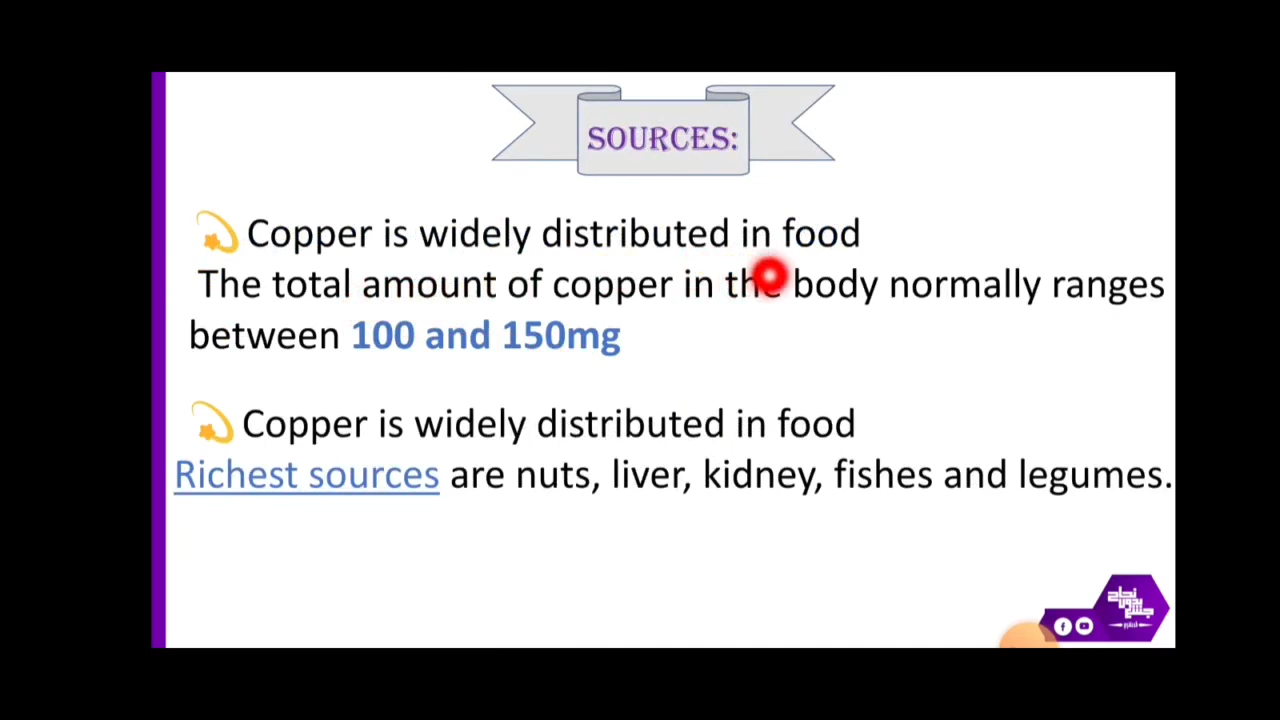 SOURCES:
Copper is widely distributed in food
The total amount of copper in the body normally ranges
between 100 and 150mg
Copper is widely distributed in food
Richest sources are nuts, liver, kidney, fishes and legumes.